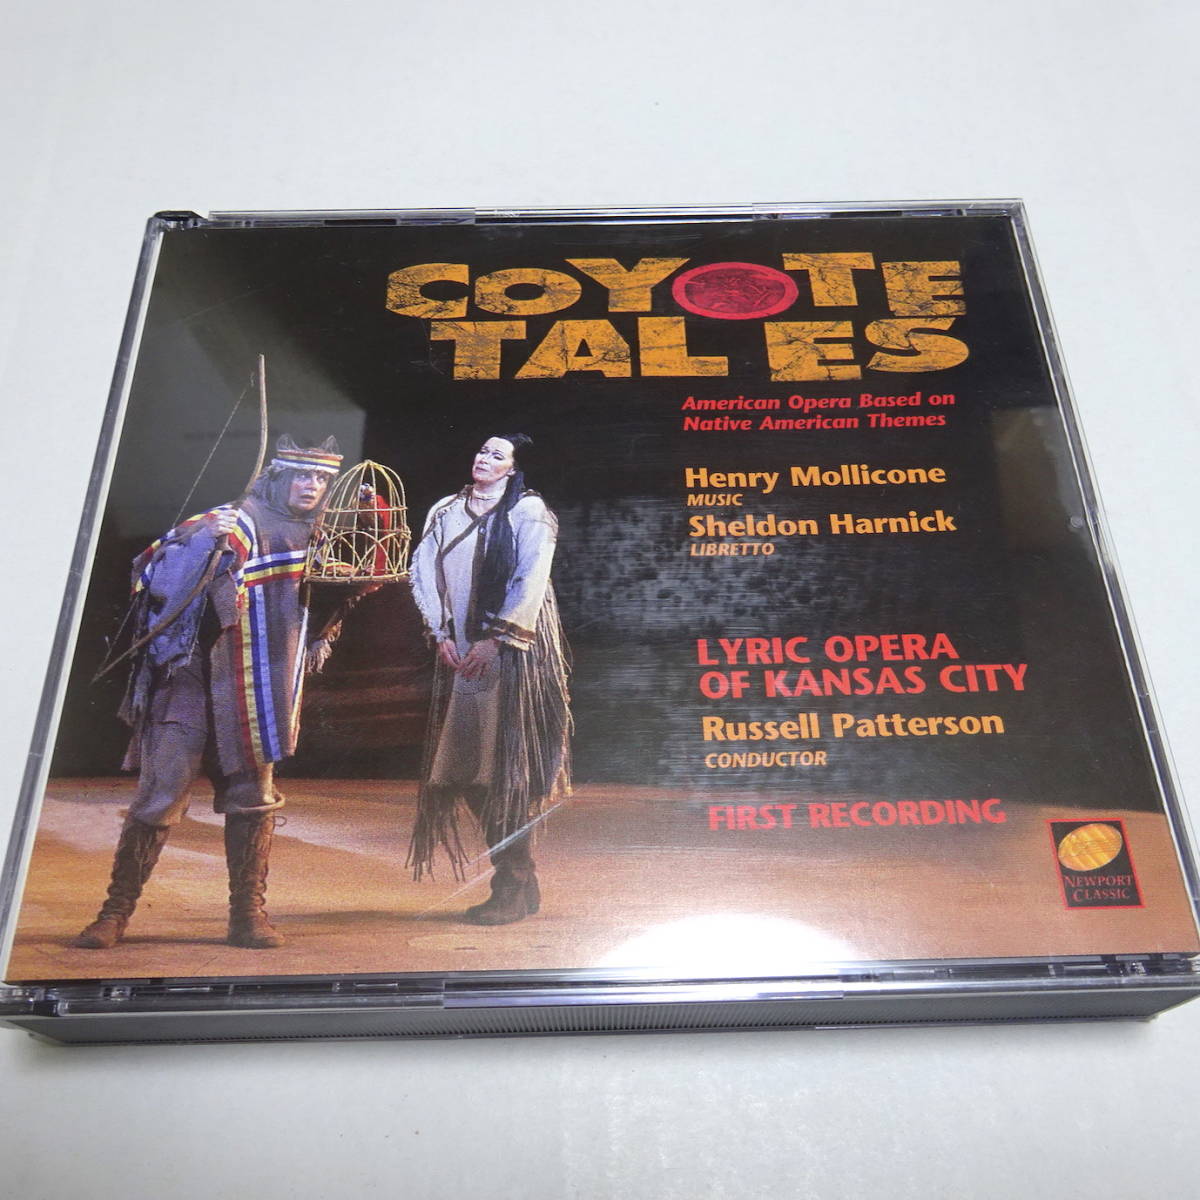 COYOTE
TALES
American Opera Based on
Native American Themes
Henry Mollicone
MUSIC
Sheldon Harnick
LIBRETTO
LYRIC OPERA
OF KANSAS CITY
Russell Patterson
CONDUCTOR
FIRST RECORDING
NEWPORT
CLASSIC